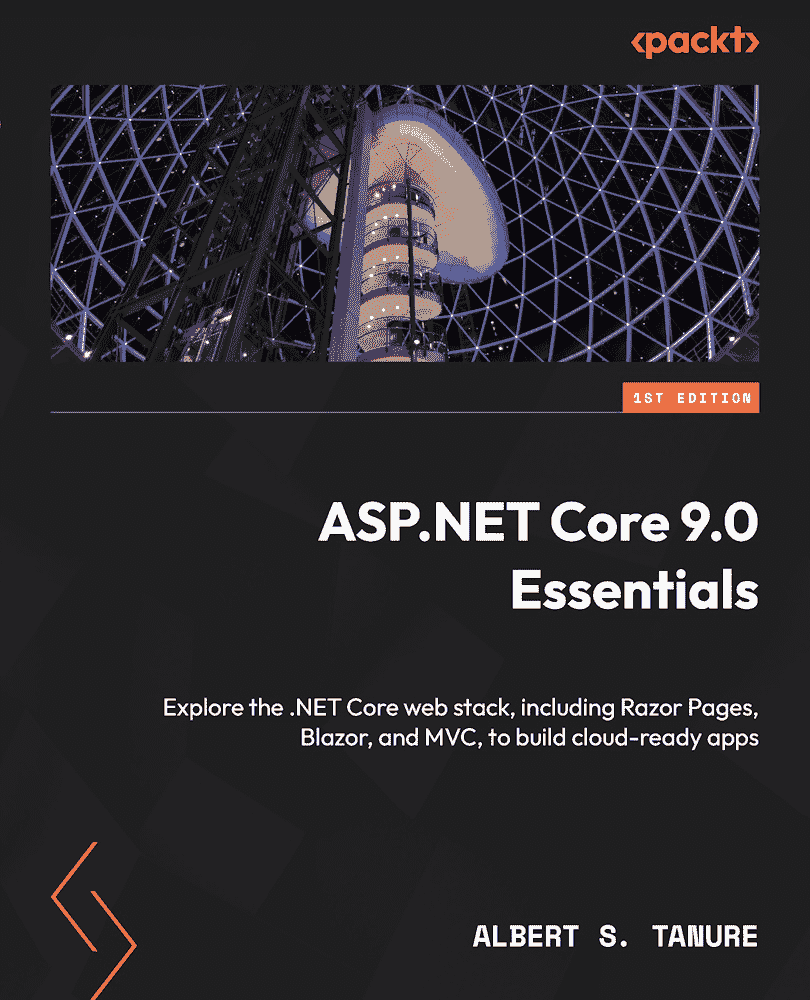 <packt>
1ST EDITION
ASP.NET Core 9.0
Essentials
Explore the .NET Core web stack, including Razor Pages,
Blazor, and MVC, to build cloud-ready apps
ALBERT S. TANURE